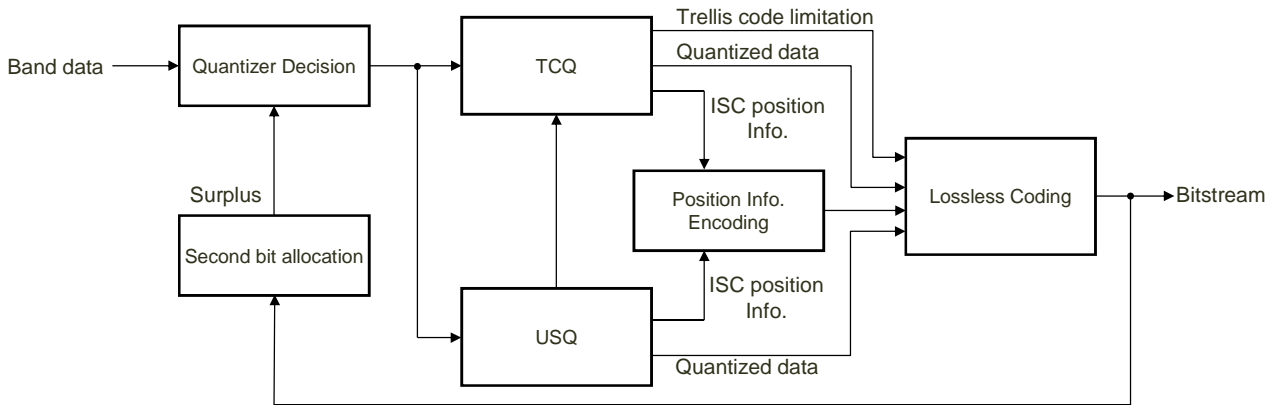 Trellis code limitation
Band data
Quantizer Decision
TCQ
Quantized data
ISC position
Info.
Surplus
Position Info.
Encoding
Lossless Coding
Bitstream
Second bit allocation
ISC position
Info.
USQ
Quantized data